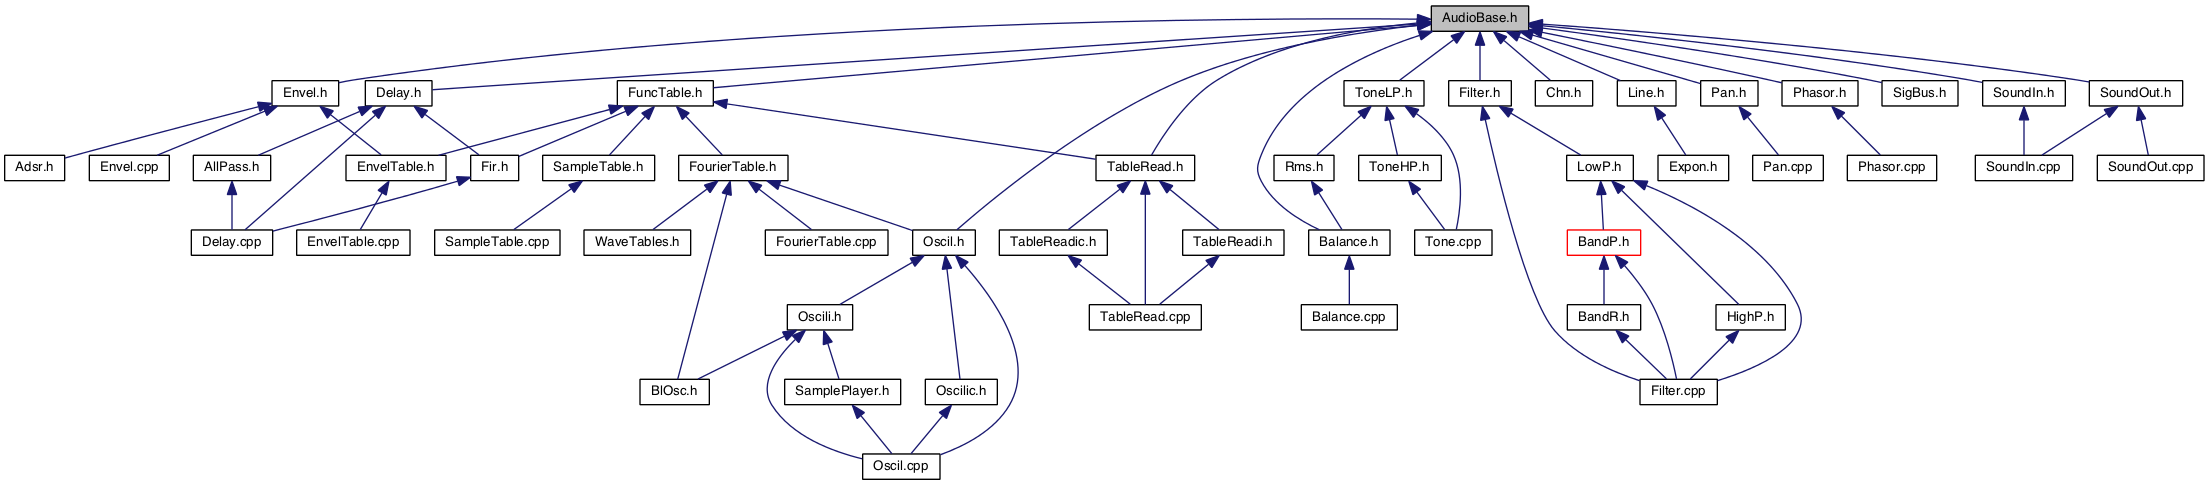 AudioBase.h
Envel.h
Delay.h
FuncTable.h
ToneLP.h
Filter.h
Chn.h
Line.h
Pan.h
Phasor.h
SigBus.h
SoundIn.h
SoundOut.h
Adsr.h
Envel.cpp
AllPass.h
EnvelTable.h
Fir.h
SampleTable.h
FourierTable.h
TableRead.h
Rms.h
ToneHP.h
LowP.h
Expon.h
Pan.cpp
Phasor.cpp
SoundIn.cpp
SoundOut.cpp
Delay.cpp
EnvelTable.cpp
SampleTable.cpp
WaveTables.h
FourierTable.cpp
Oscil.h
TableReadic.h
TableReadi.h
Balance.h
Tone.cpp
BandP.h
Oscili.h
TableRead.cpp
Balance.cpp
BandR.h
HighP.h
BlOsc.h
SamplePlayer.h
Oscilic.h
Filter.cpp
Oscil.cpp